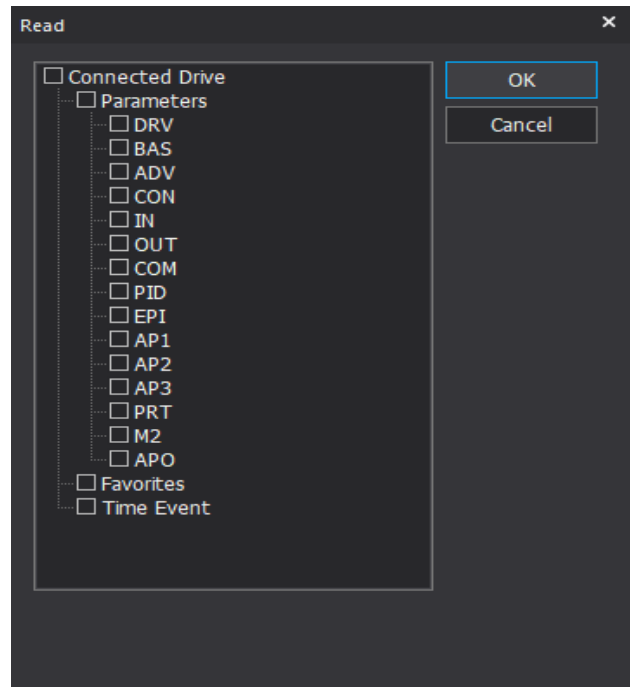 Read
Connected Drive
OK
Parameters
Cancel
DRV
BAS
ADV
CON
IN
OUT
COM
PID
EPI
AP1
AP2
AP3
PRT
M2
APO
Favorites
Time Event